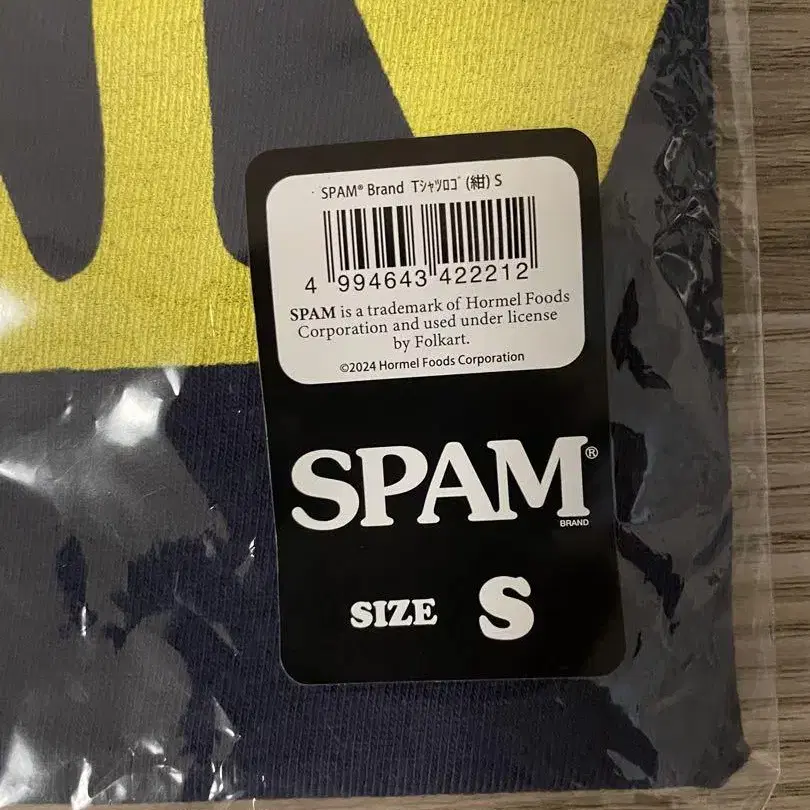 SPAM® Brand Tｼｬﾂﾛｺﾞ(紺) S
4 994643 422212
SPAM is a trademark of Hormel Foods
Corporation and used under license
by Folkart.
©2024 Hormel Foods Corporation
SPAM®
BRAND
SIZE S